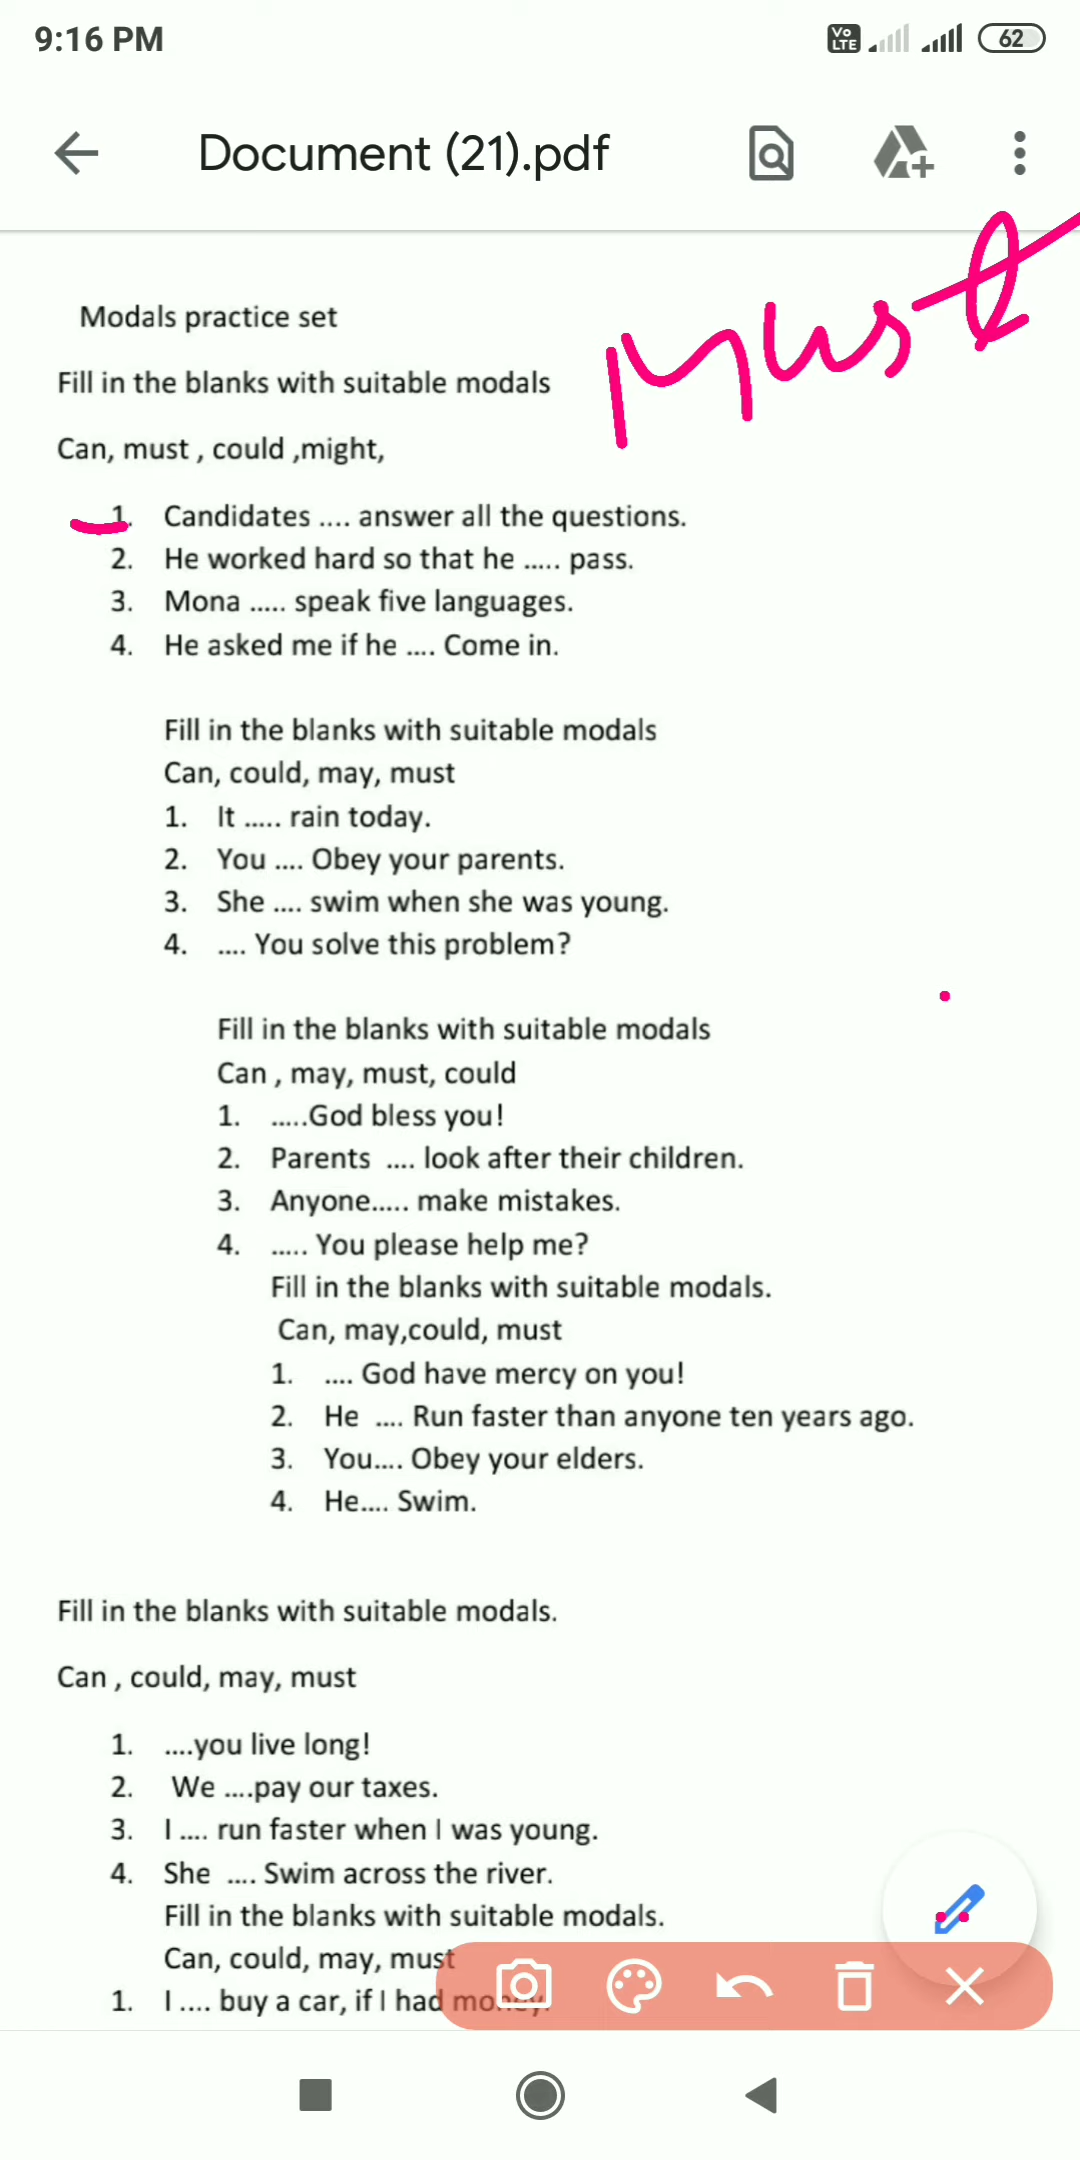 9:16 PM
Vo LTE
62
Document (21).pdf
Must
Modals practice set
Fill in the blanks with suitable modals
Can, must , could ,might,
1. Candidates .... answer all the questions.
2. He worked hard so that he ..... pass.
3. Mona ..... speak five languages.
4. He asked me if he .... Come in.
Fill in the blanks with suitable modals
Can, could, may, must
1. It ..... rain today.
2. You .... Obey your parents.
3. She .... swim when she was young.
4. .... You solve this problem?
Fill in the blanks with suitable modals
Can , may, must, could
1. .....God bless you!
2. Parents .... look after their children.
3. Anyone..... make mistakes.
4. ..... You please help me?
Fill in the blanks with suitable modals.
Can, may,could, must
1. .... God have mercy on you!
2. He .... Run faster than anyone ten years ago.
3. You.... Obey your elders.
4. He.... Swim.
Fill in the blanks with suitable modals.
Can , could, may, must
1. ....you live long!
2. We ....pay our taxes.
3. I .... run faster when I was young.
4. She .... Swim across the river.
Fill in the blanks with suitable modals.
Can, could, may, must
1. I .... buy a car, if I had money.